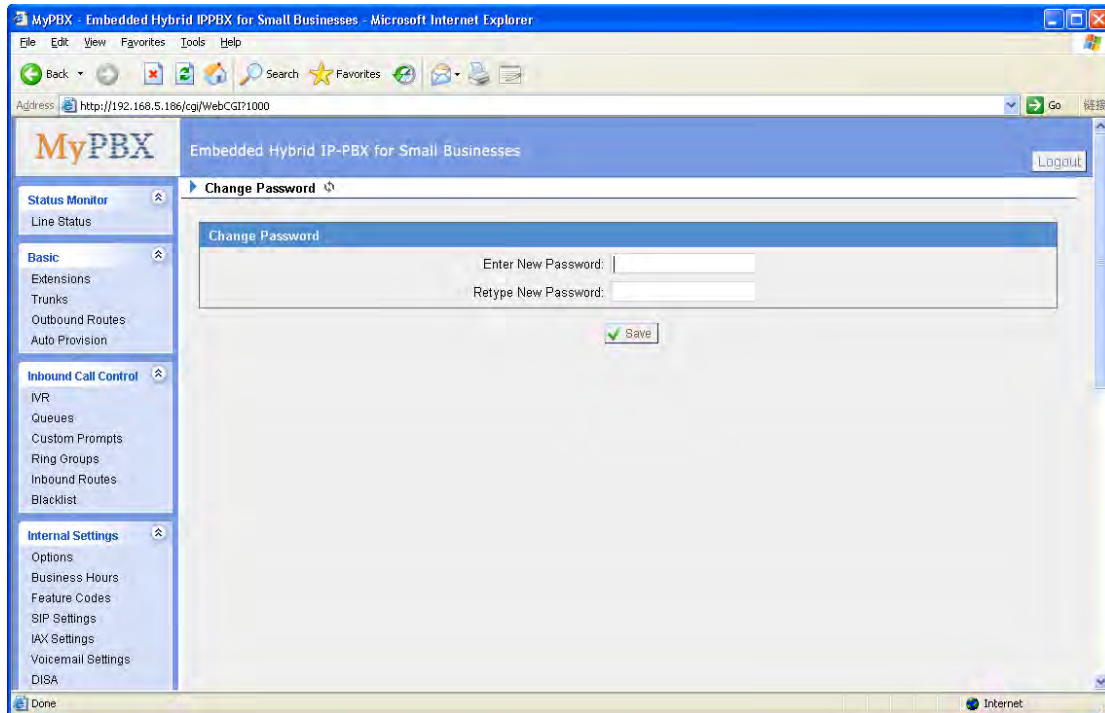 MyPBX - Embedded Hybrid IPPBX for Small Businesses - Microsoft Internet Explorer
File Edit View Favorites Tools Help
Back Search Favorites
Address http://192.168.5.186/cgi/WebCGI?1000 Go 链接
MyPBX Embedded Hybrid IP-PBX for Small Businesses
Logout
Change Password
Status Monitor
Line Status
Basic
Extensions
Trunks
Outbound Routes
Auto Provision
Inbound Call Control
IVR
Queues
Custom Prompts
Ring Groups
Inbound Routes
Blacklist
Internal Settings
Options
Business Hours
Feature Codes
SIP Settings
IAX Settings
Voicemail Settings
DISA
Change Password
Enter New Password:
Retype New Password:
Save
Done Internet